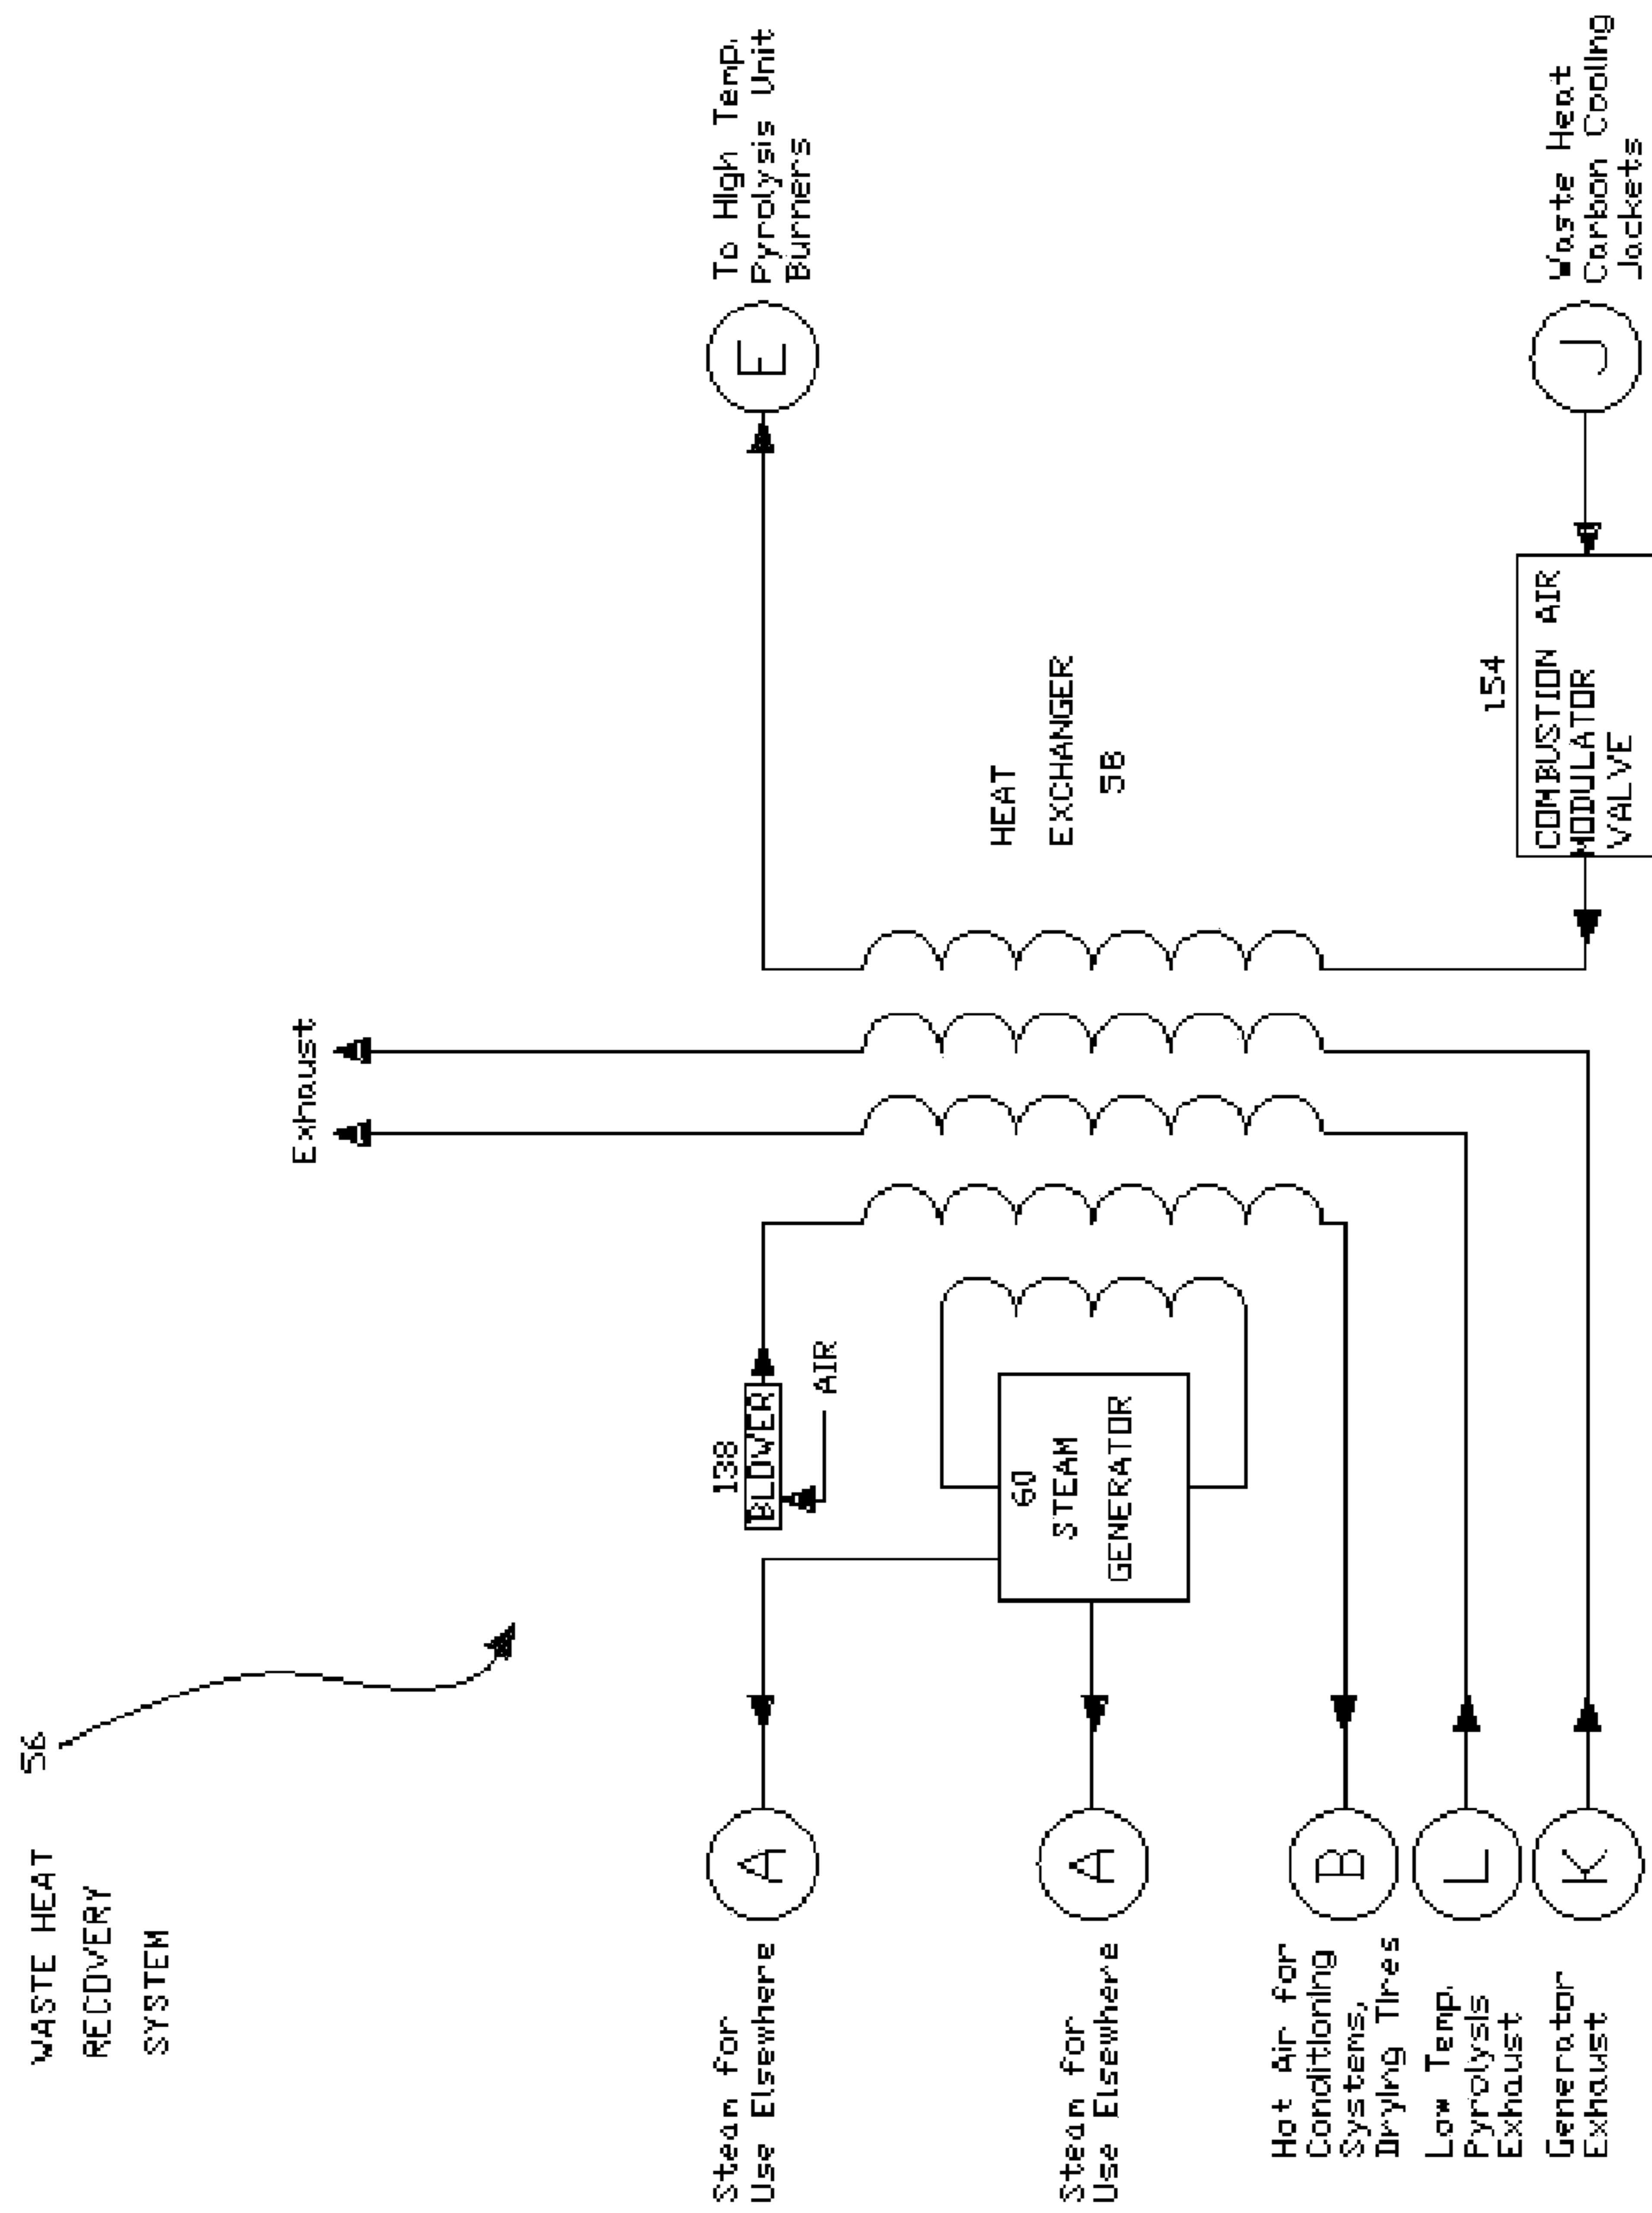 WASTE HEAT 56
RECOVERY
SYSTEM
Exhaust
Steam for
Use Elsewhere
A
138
BLOWER
AIR
To High Temp.
Pyrolysis Unit
Burners
E
HEAT
EXCHANGER
58
60
STEAM
GENERATOR
Steam for
Use Elsewhere
A
Hot Air for
Conditioning
Systems,
Drying Tires
B
Low Temp.
Pyrolysis
Exhaust
L
Generator
Exhaust
K
154
COMBUSTION AIR
MODULATOR
VALVE
J
Waste Heat
Carbon Cooling
Jackets